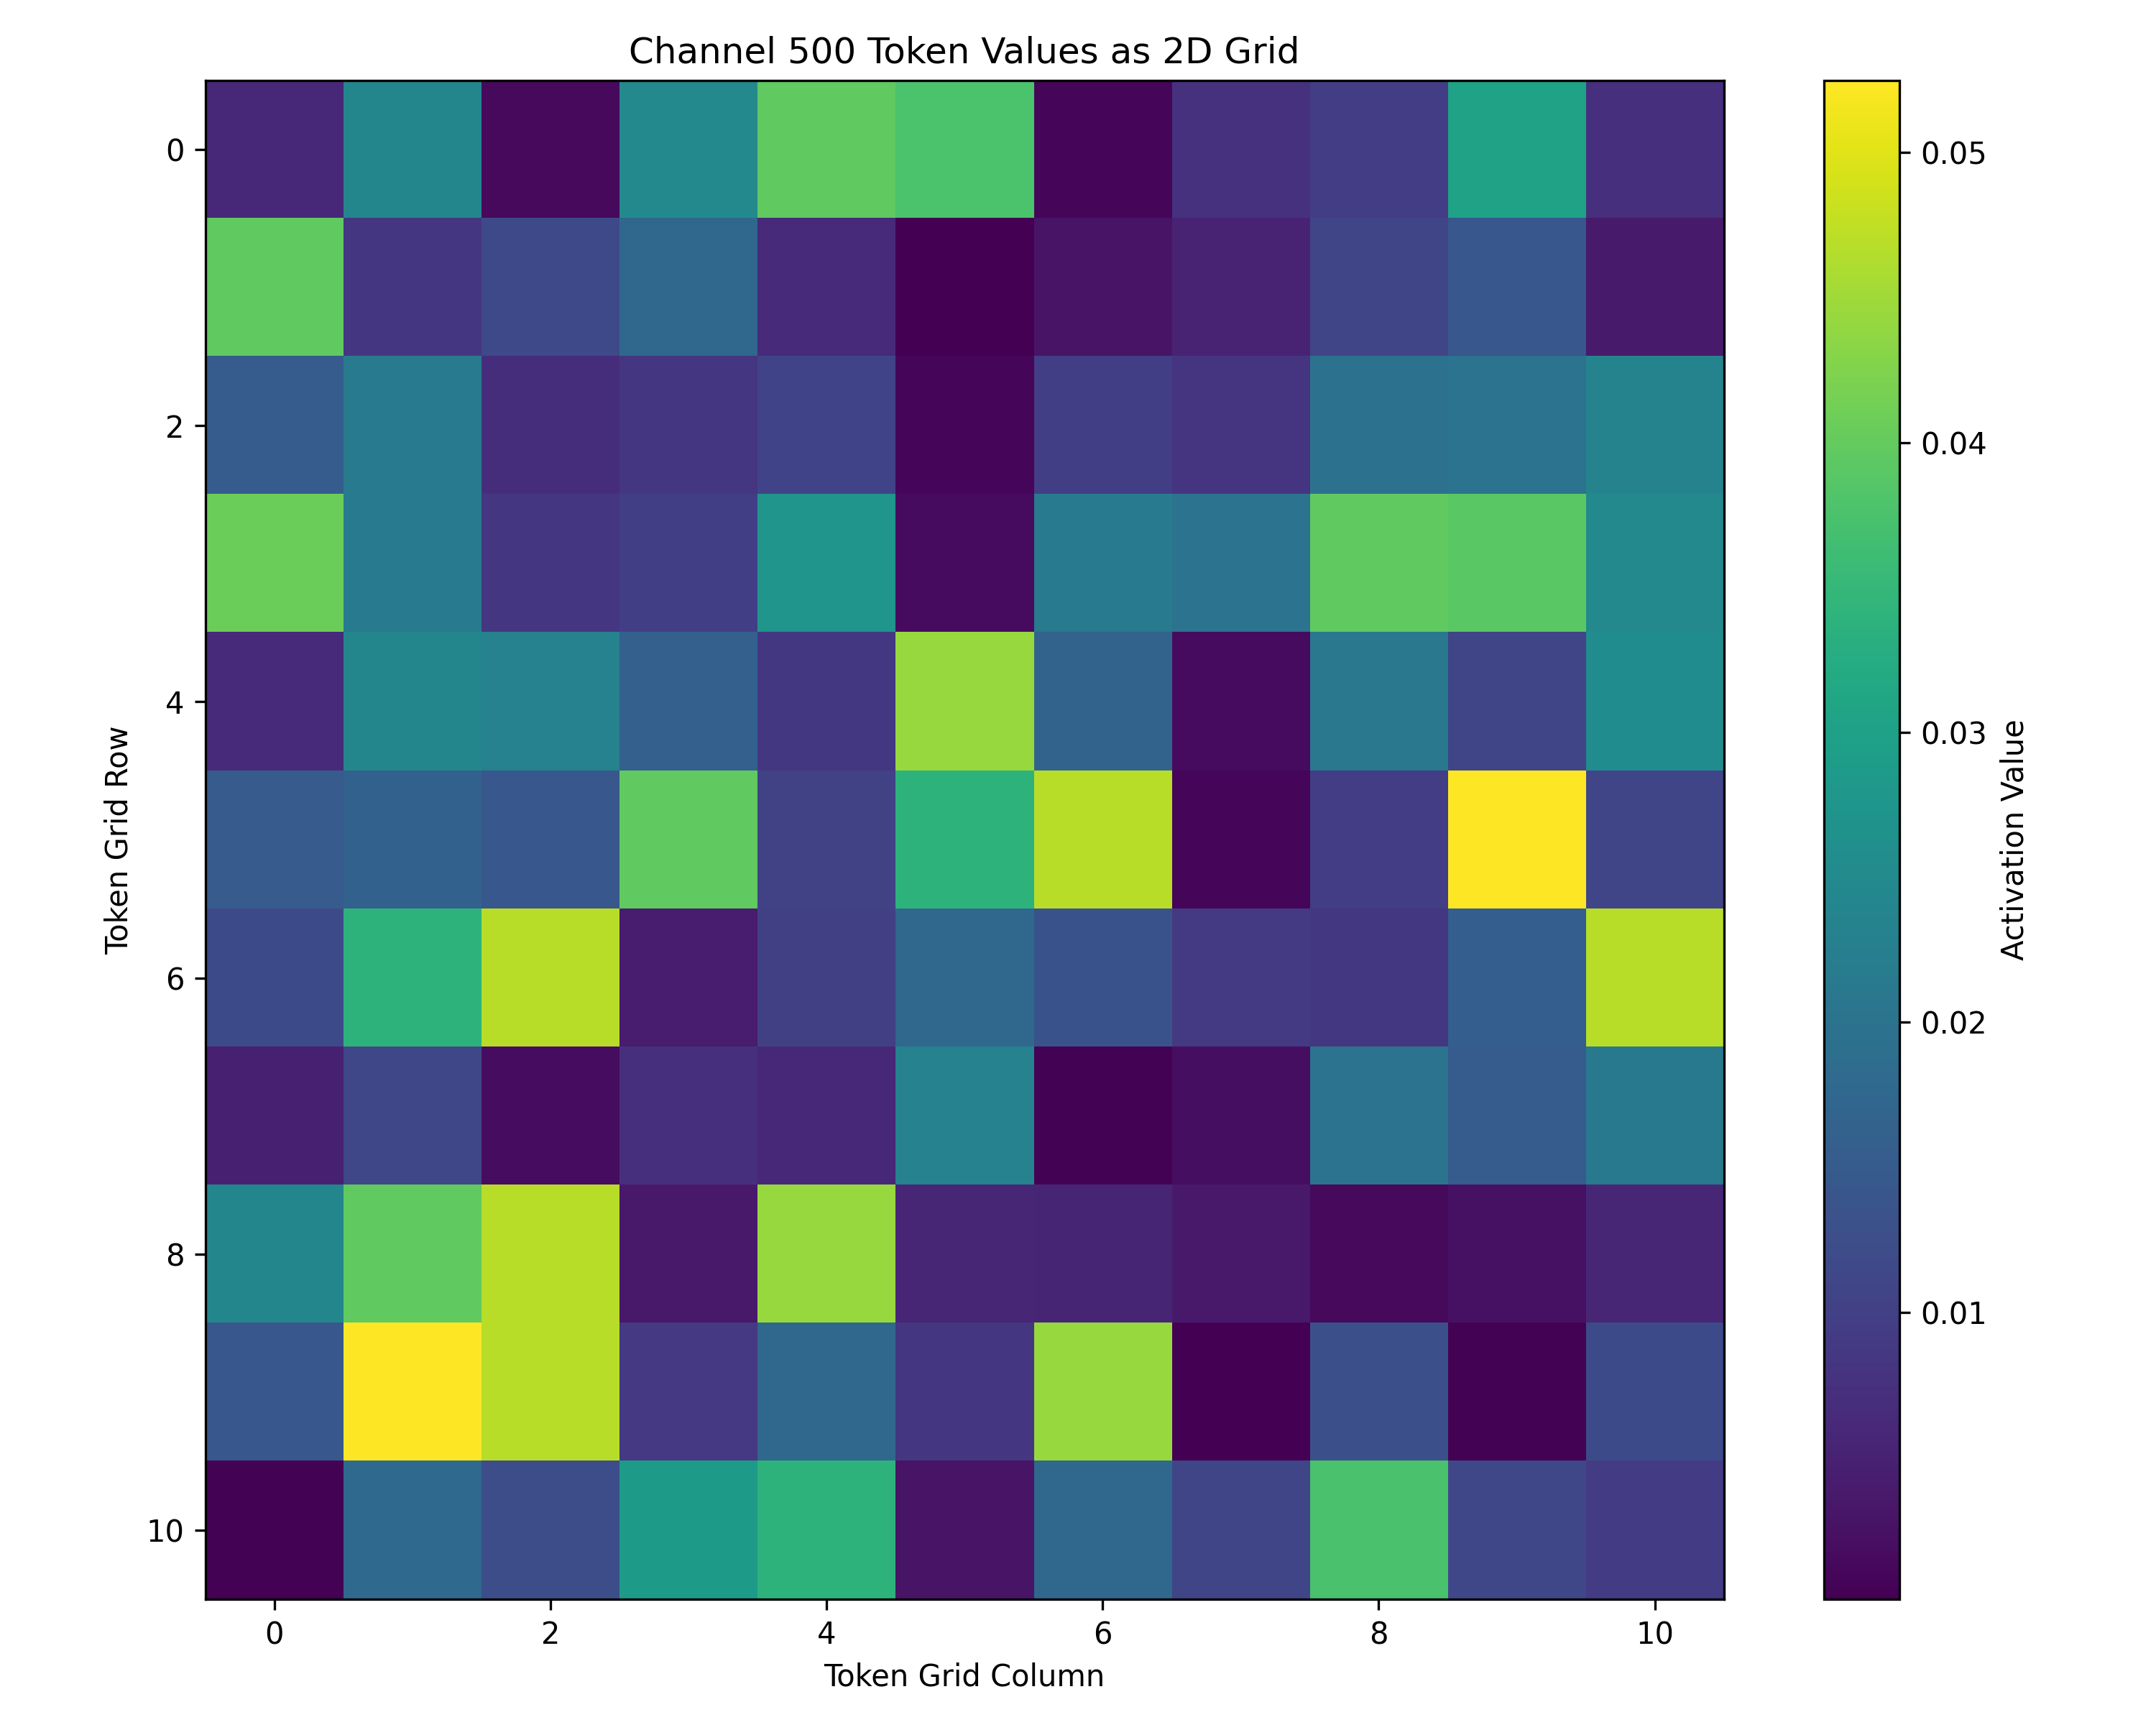 Channel 500 Token Values as 2D Grid
0
2
4
6
8
10
Token Grid Row
0 2 4 6 8 10
Token Grid Column
0.05
0.04
0.03
0.02
0.01
Activation Value